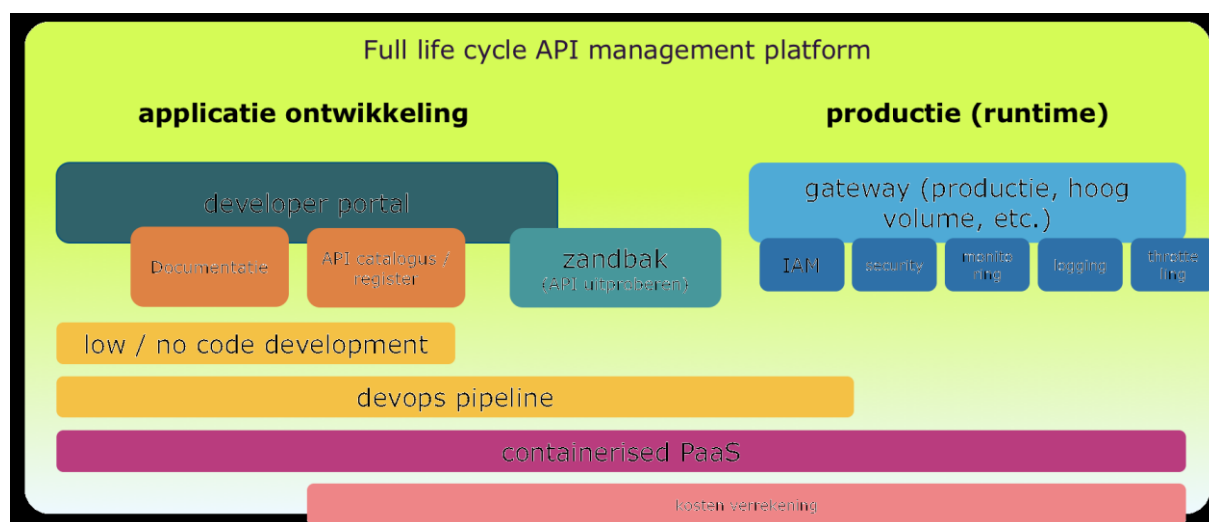 Full life cycle API management platform
applicatie ontwikkeling
productie (runtime)
developer portal
gateway (productie, hoog
volume, etc.)
Documentatie
API catalogus /
register
zandbak
(API uitproberen)
IAM
security
monito
ring
logging
throtte
ling
low / no code development
devops pipeline
containerised PaaS
kosten verrekening